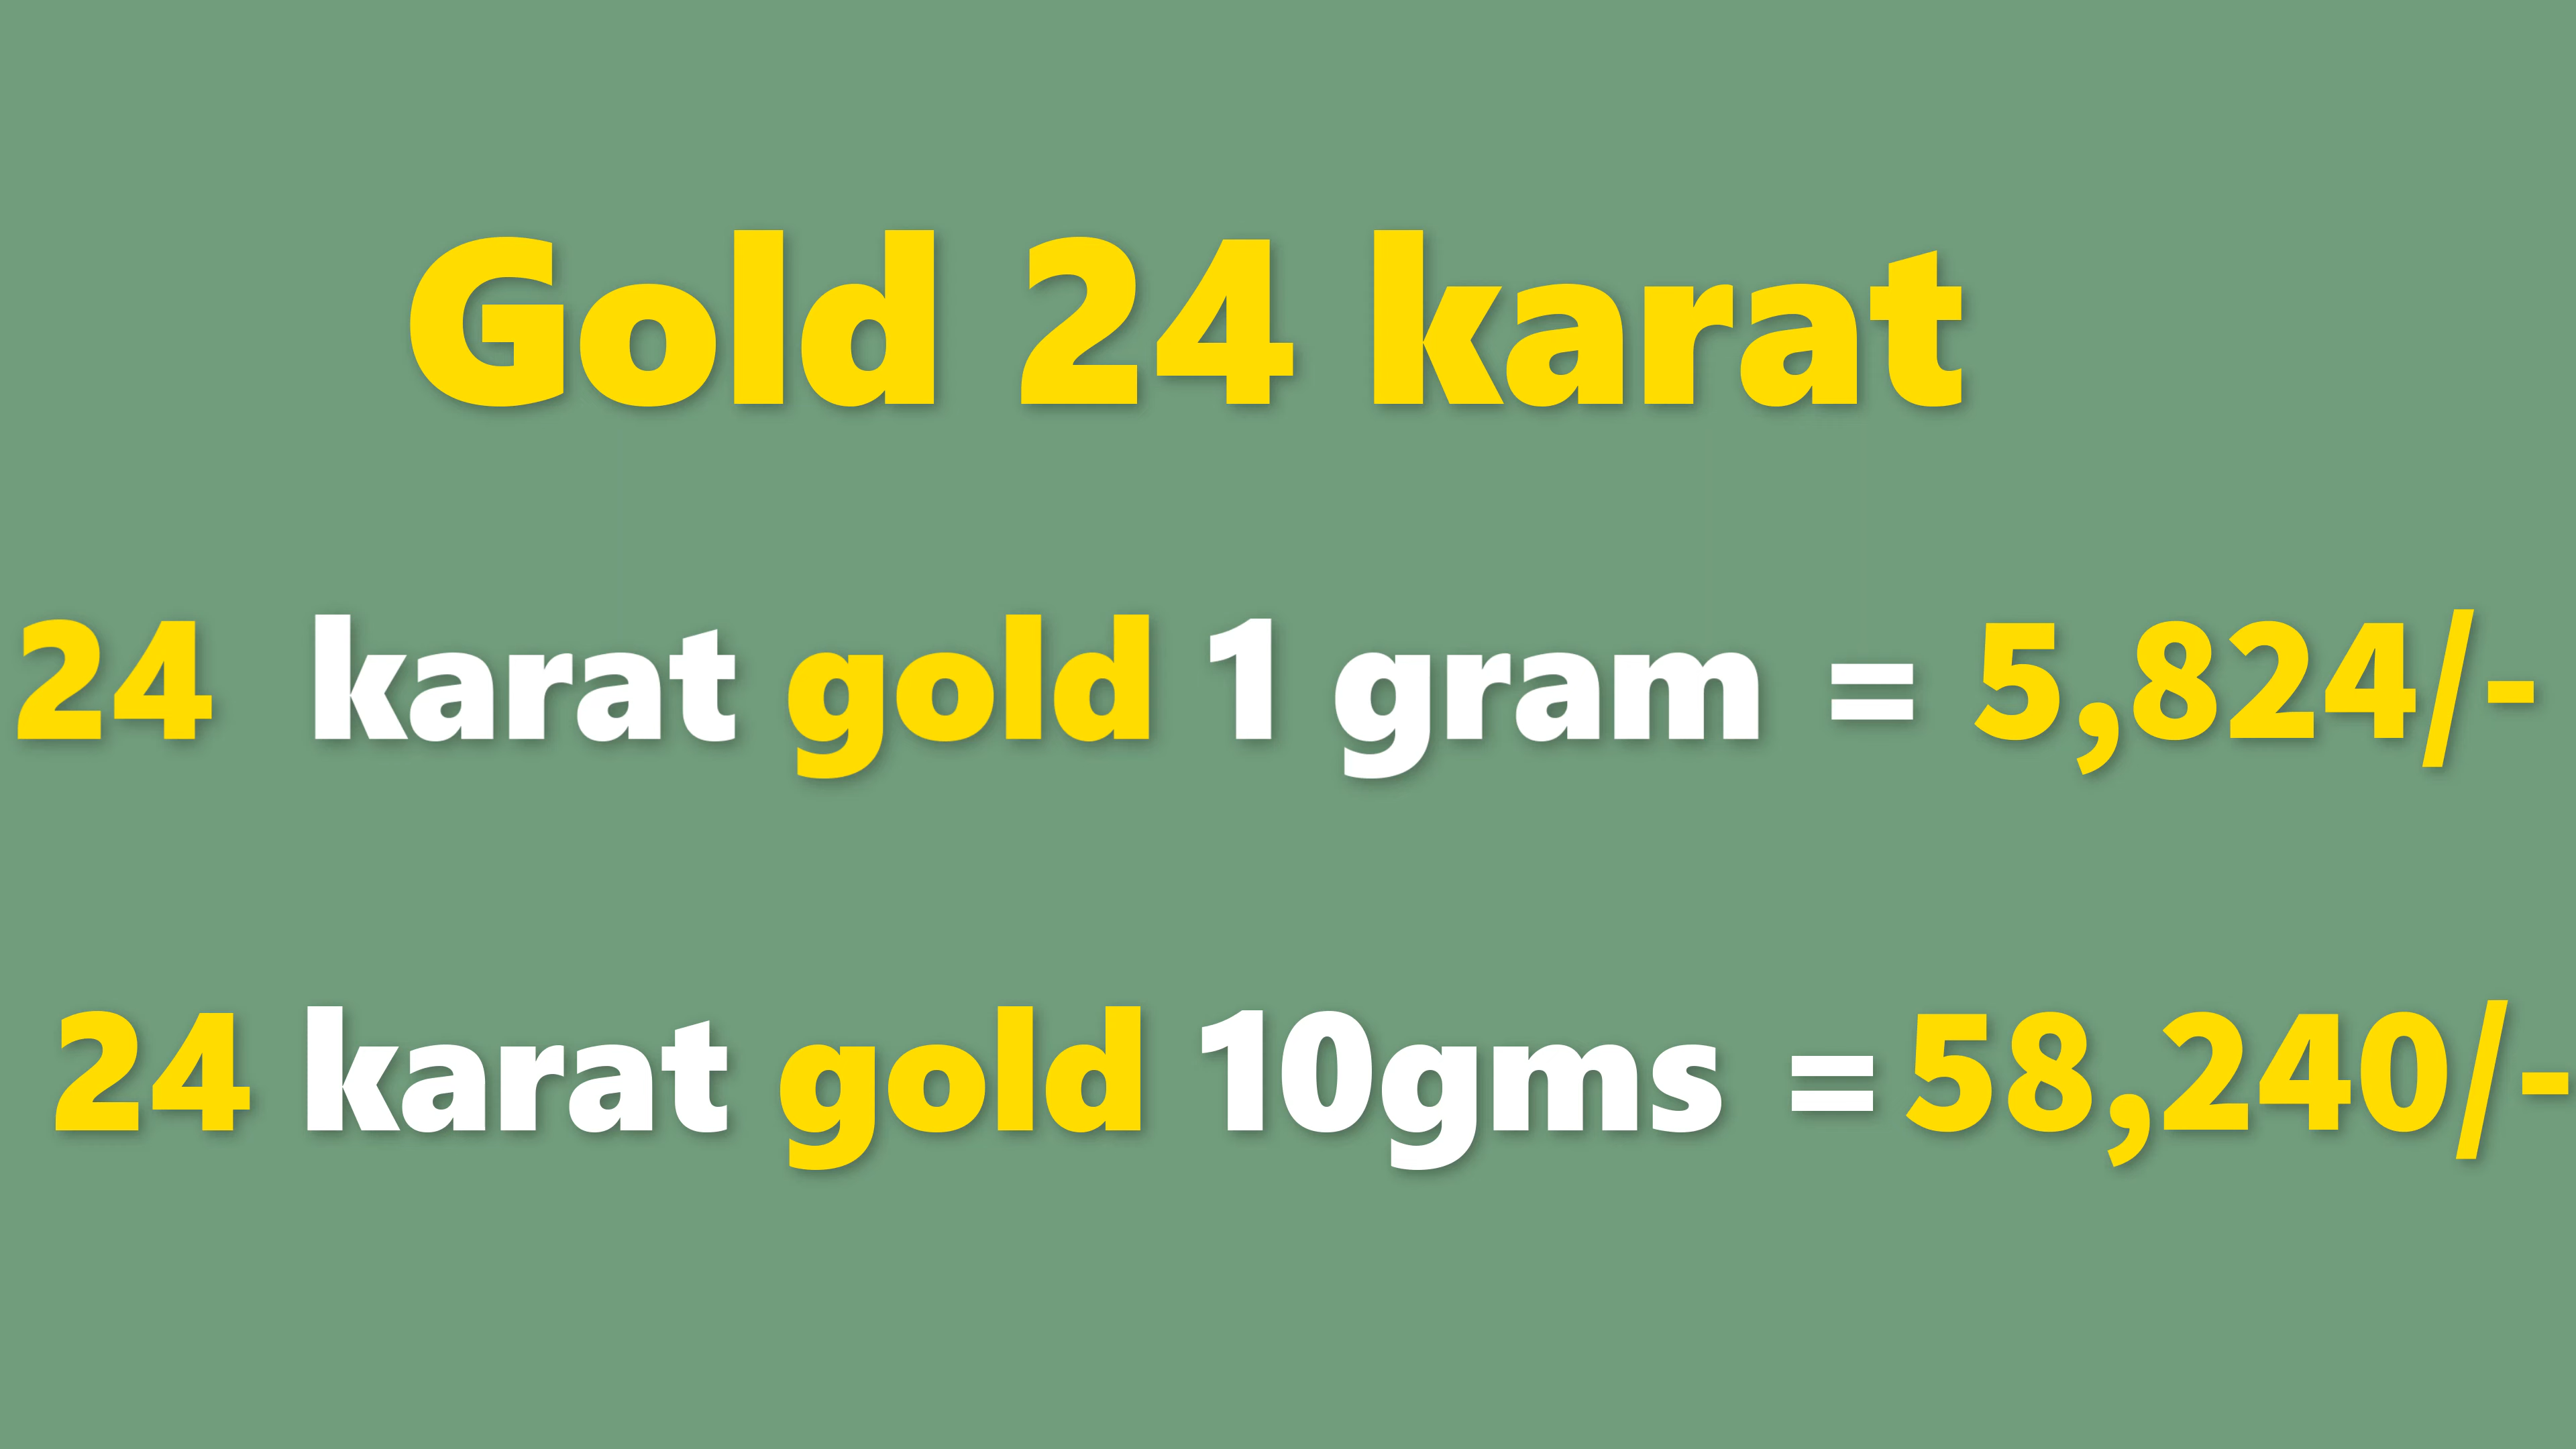 Gold 24 karat
24 karat gold 1 gram = 5,824/-
24 karat gold 10gms =58,240/-